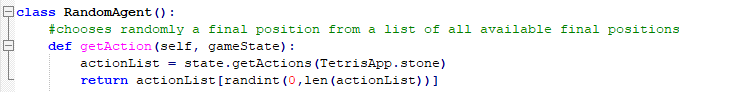 class RandomAgent():
#chooses randomly a final position from a list of all available final positions
def getAction(self, gameState):
actionList = state.getActions(TetrisApp.stone)
return actionList[randint(0,len(actionList))]